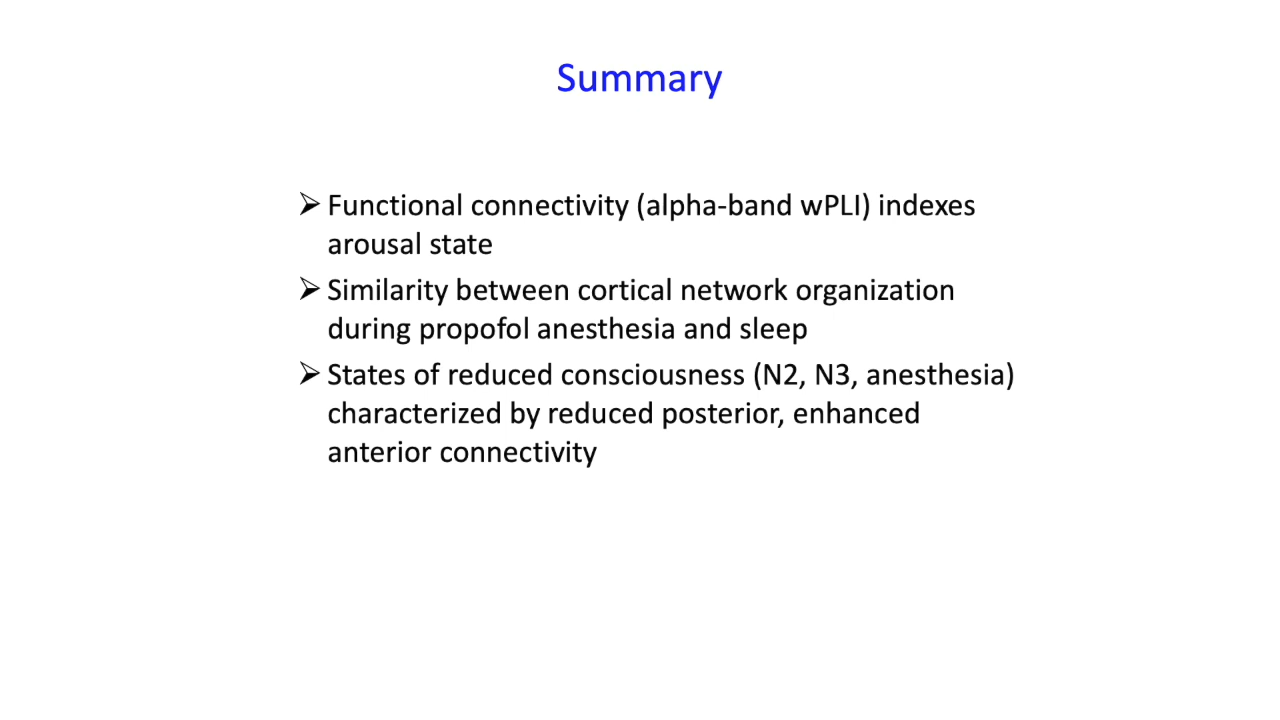 Summary
➢ Functional connectivity (alpha-band wPLI) indexes
arousal state
➢ Similarity between cortical network organization
during propofol anesthesia and sleep
➢ States of reduced consciousness (N2, N3, anesthesia)
characterized by reduced posterior, enhanced
anterior connectivity